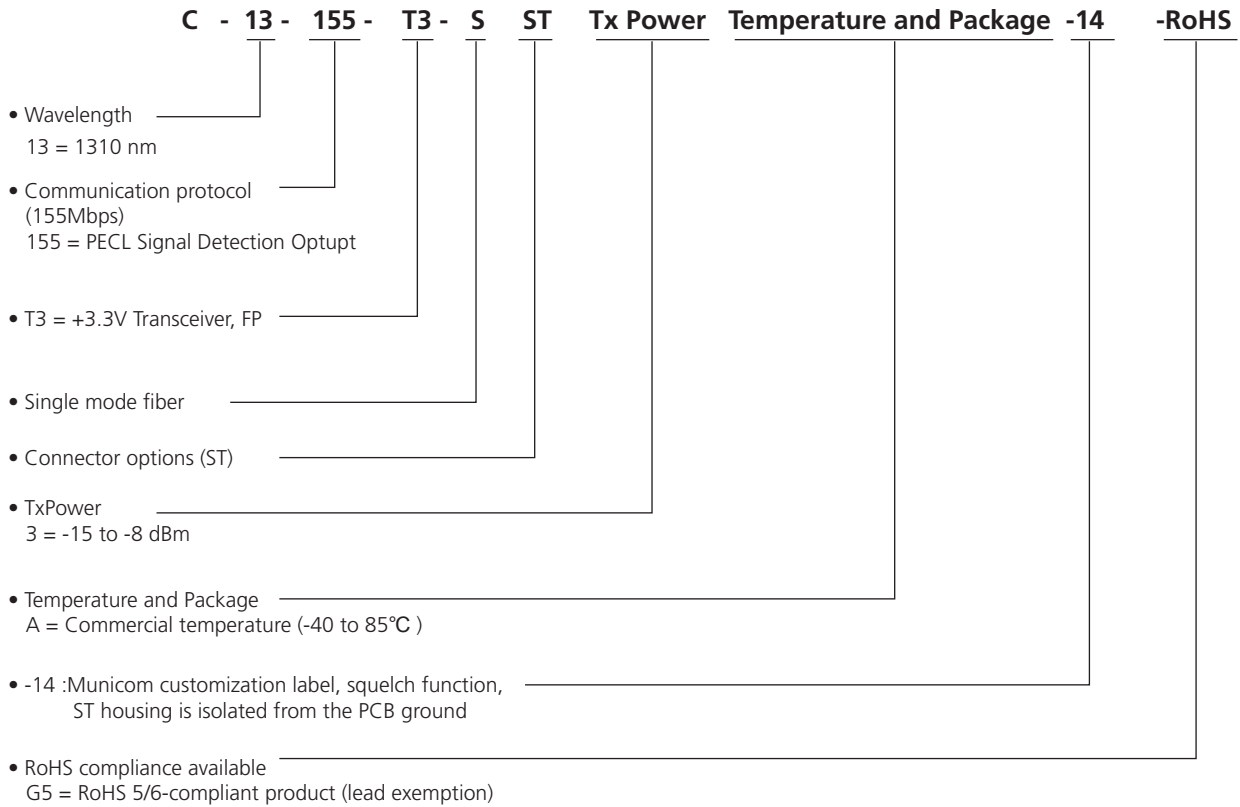 C - 13 - 155 - T3 - S ST Tx Power Temperature and Package -14 -RoHS
• Wavelength
13 = 1310 nm
• Communication protocol
(155Mbps)
155 = PECL Signal Detection Optupt
• T3 = +3.3V Transceiver, FP
• Single mode fiber
• Connector options (ST)
• TxPower
3 = -15 to -8 dBm
• Temperature and Package
A = Commercial temperature (-40 to 85℃ )
• -14 :Municom customization label, squelch function,
ST housing is isolated from the PCB ground
• RoHS compliance available
G5 = RoHS 5/6-compliant product (lead exemption)